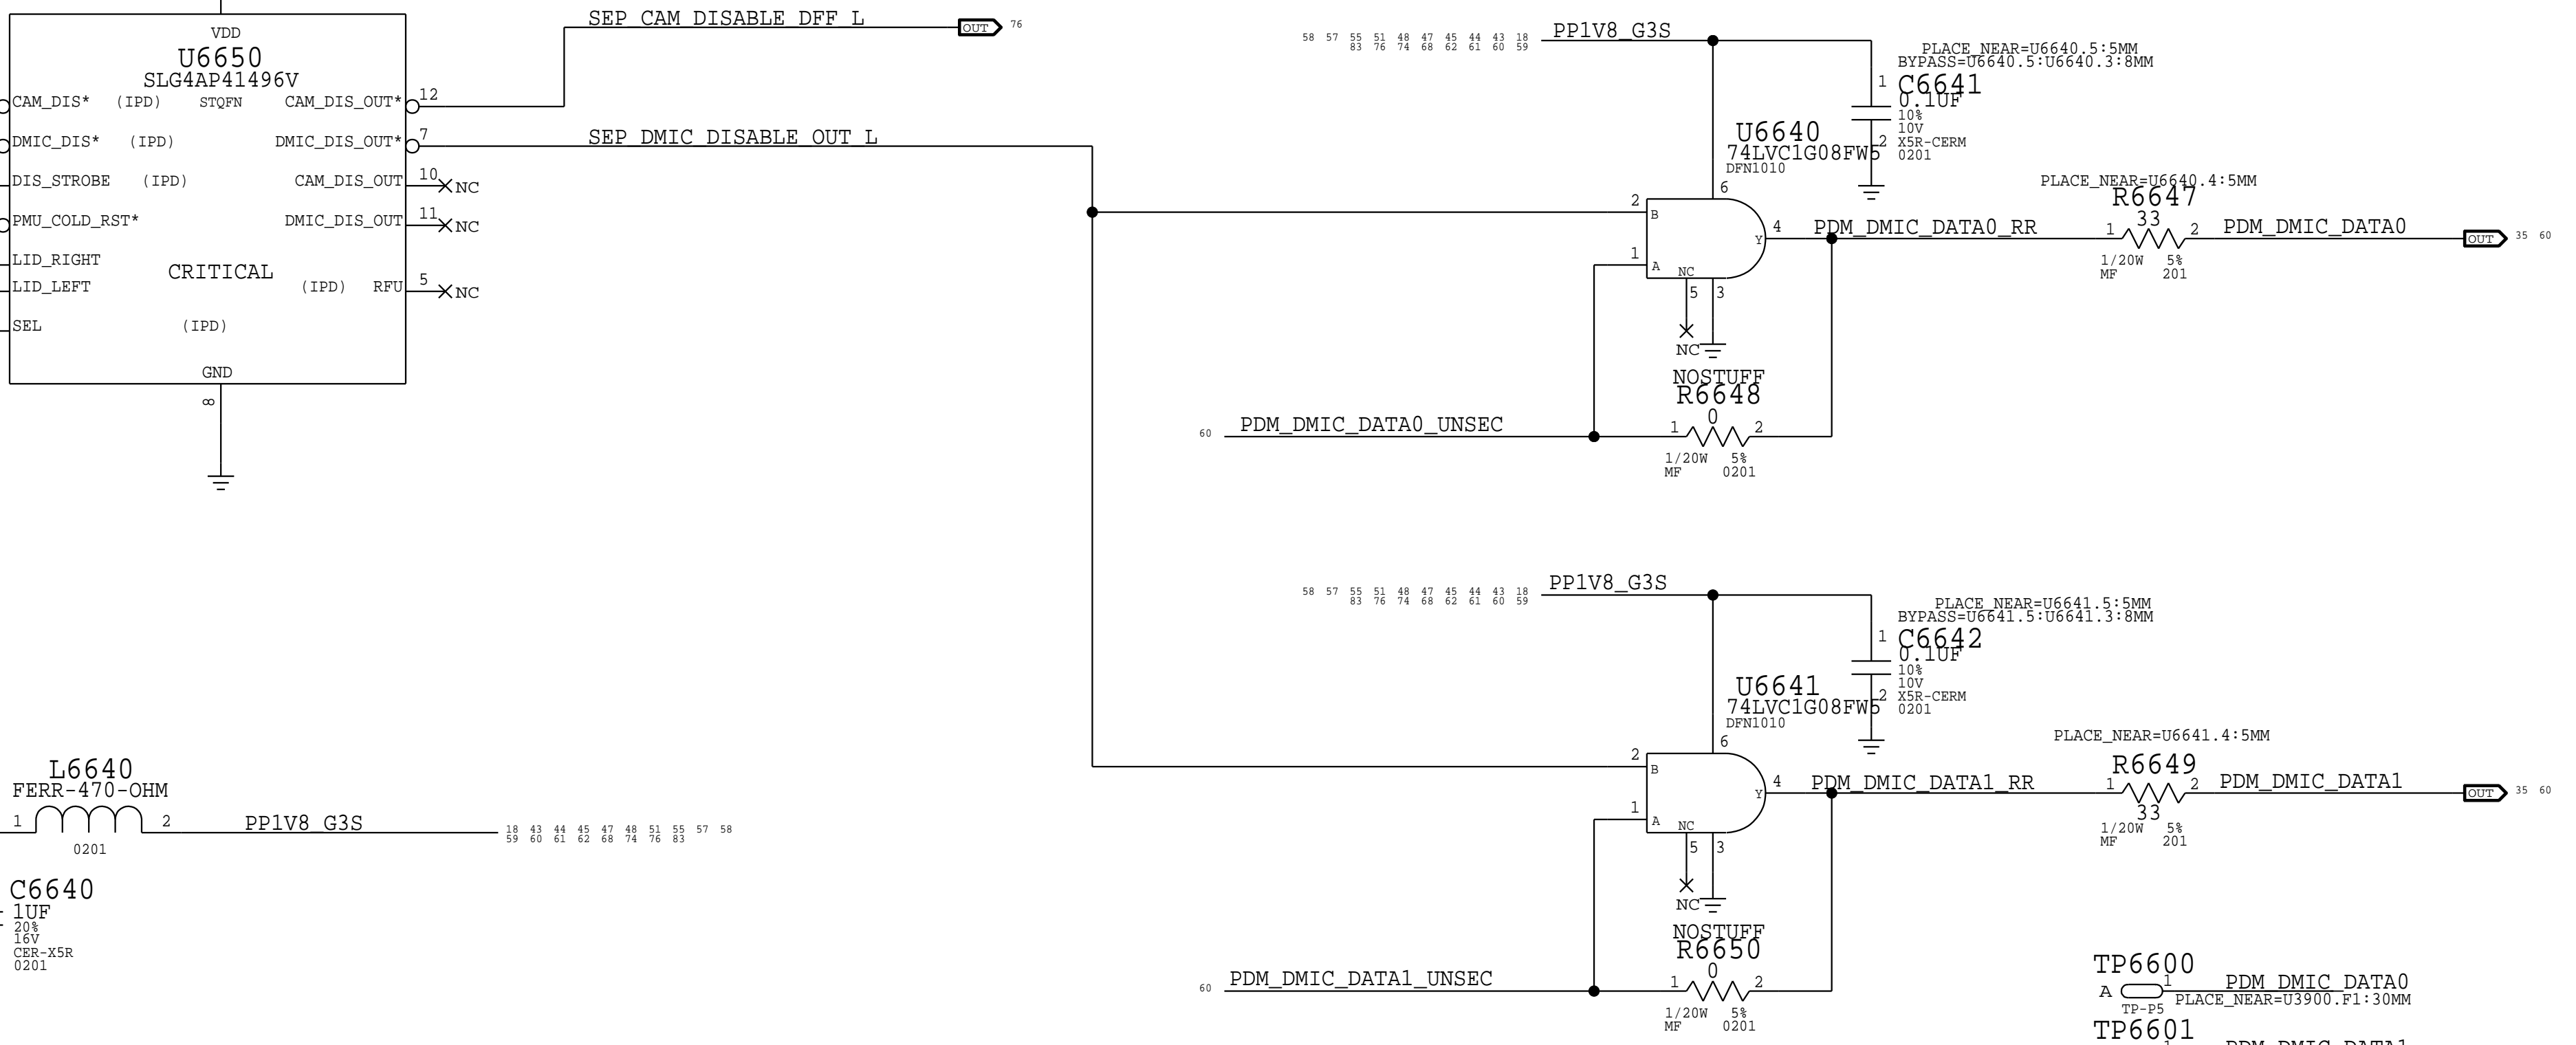 VDD
U6650
SLG4AP41496V
CAM_DIS* (IPD) STQFN CAM_DIS_OUT* 12
DMIC_DIS* (IPD) DMIC_DIS_OUT* 7
DIS_STROBE (IPD) CAM_DIS_OUT 10 NC
PMU_COLD_RST* DMIC_DIS_OUT 11 NC
LID_RIGHT
CRITICAL
LID_LEFT (IPD) RFU 5 NC
SEL (IPD)
GND
8
SEP_CAM_DISABLE_DFF_L OUT 76
SEP_DMIC_DISABLE_OUT_L
58 57 55 51 48 47 45 44 43 18
83 76 74 68 62 61 60 59
PP1V8_G3S
PLACE_NEAR=U6640.5:5MM
BYPASS=U6640.5:U6640.3:8MM
1 C6641
0.1UF
10%
10V
2 X5R-CERM
0201
U6640
74LVC1G08FW5
DFN1010
6
2 B
1 A
Y 4
NC
5 3
NC
PDM_DMIC_DATA0_RR
PLACE_NEAR=U6640.4:5MM
R6647
1 33 2
1/20W 5%
MF 201
PDM_DMIC_DATA0 OUT 35 60
NOSTUFF
R6648
1 0 2
1/20W 5%
MF 0201
60 PDM_DMIC_DATA0_UNSEC
58 57 55 51 48 47 45 44 43 18
83 76 74 68 62 61 60 59
PP1V8_G3S
PLACE_NEAR=U6641.5:5MM
BYPASS=U6641.5:U6641.3:8MM
1 C6642
0.1UF
10%
10V
2 X5R-CERM
0201
U6641
74LVC1G08FW5
DFN1010
6
2 B
1 A
Y 4
NC
5 3
NC
PDM_DMIC_DATA1_RR
PLACE_NEAR=U6641.4:5MM
R6649
1 2
33
1/20W 5%
MF 201
PDM_DMIC_DATA1 OUT 35 60
NOSTUFF
R6650
1 0 2
1/20W 5%
MF 0201
60 PDM_DMIC_DATA1_UNSEC
L6640
FERR-470-OHM
1 2
0201
PP1V8_G3S
18 43 44 45 47 48 51 55 57 58
59 60 61 62 68 74 76 83
C6640
1UF
20%
16V
CER-X5R
0201
TP6600
A 1 PDM_DMIC_DATA0
TP-P5
PLACE_NEAR=U3900.F1:30MM
TP6601
1 PDM_DMIC_DATA1